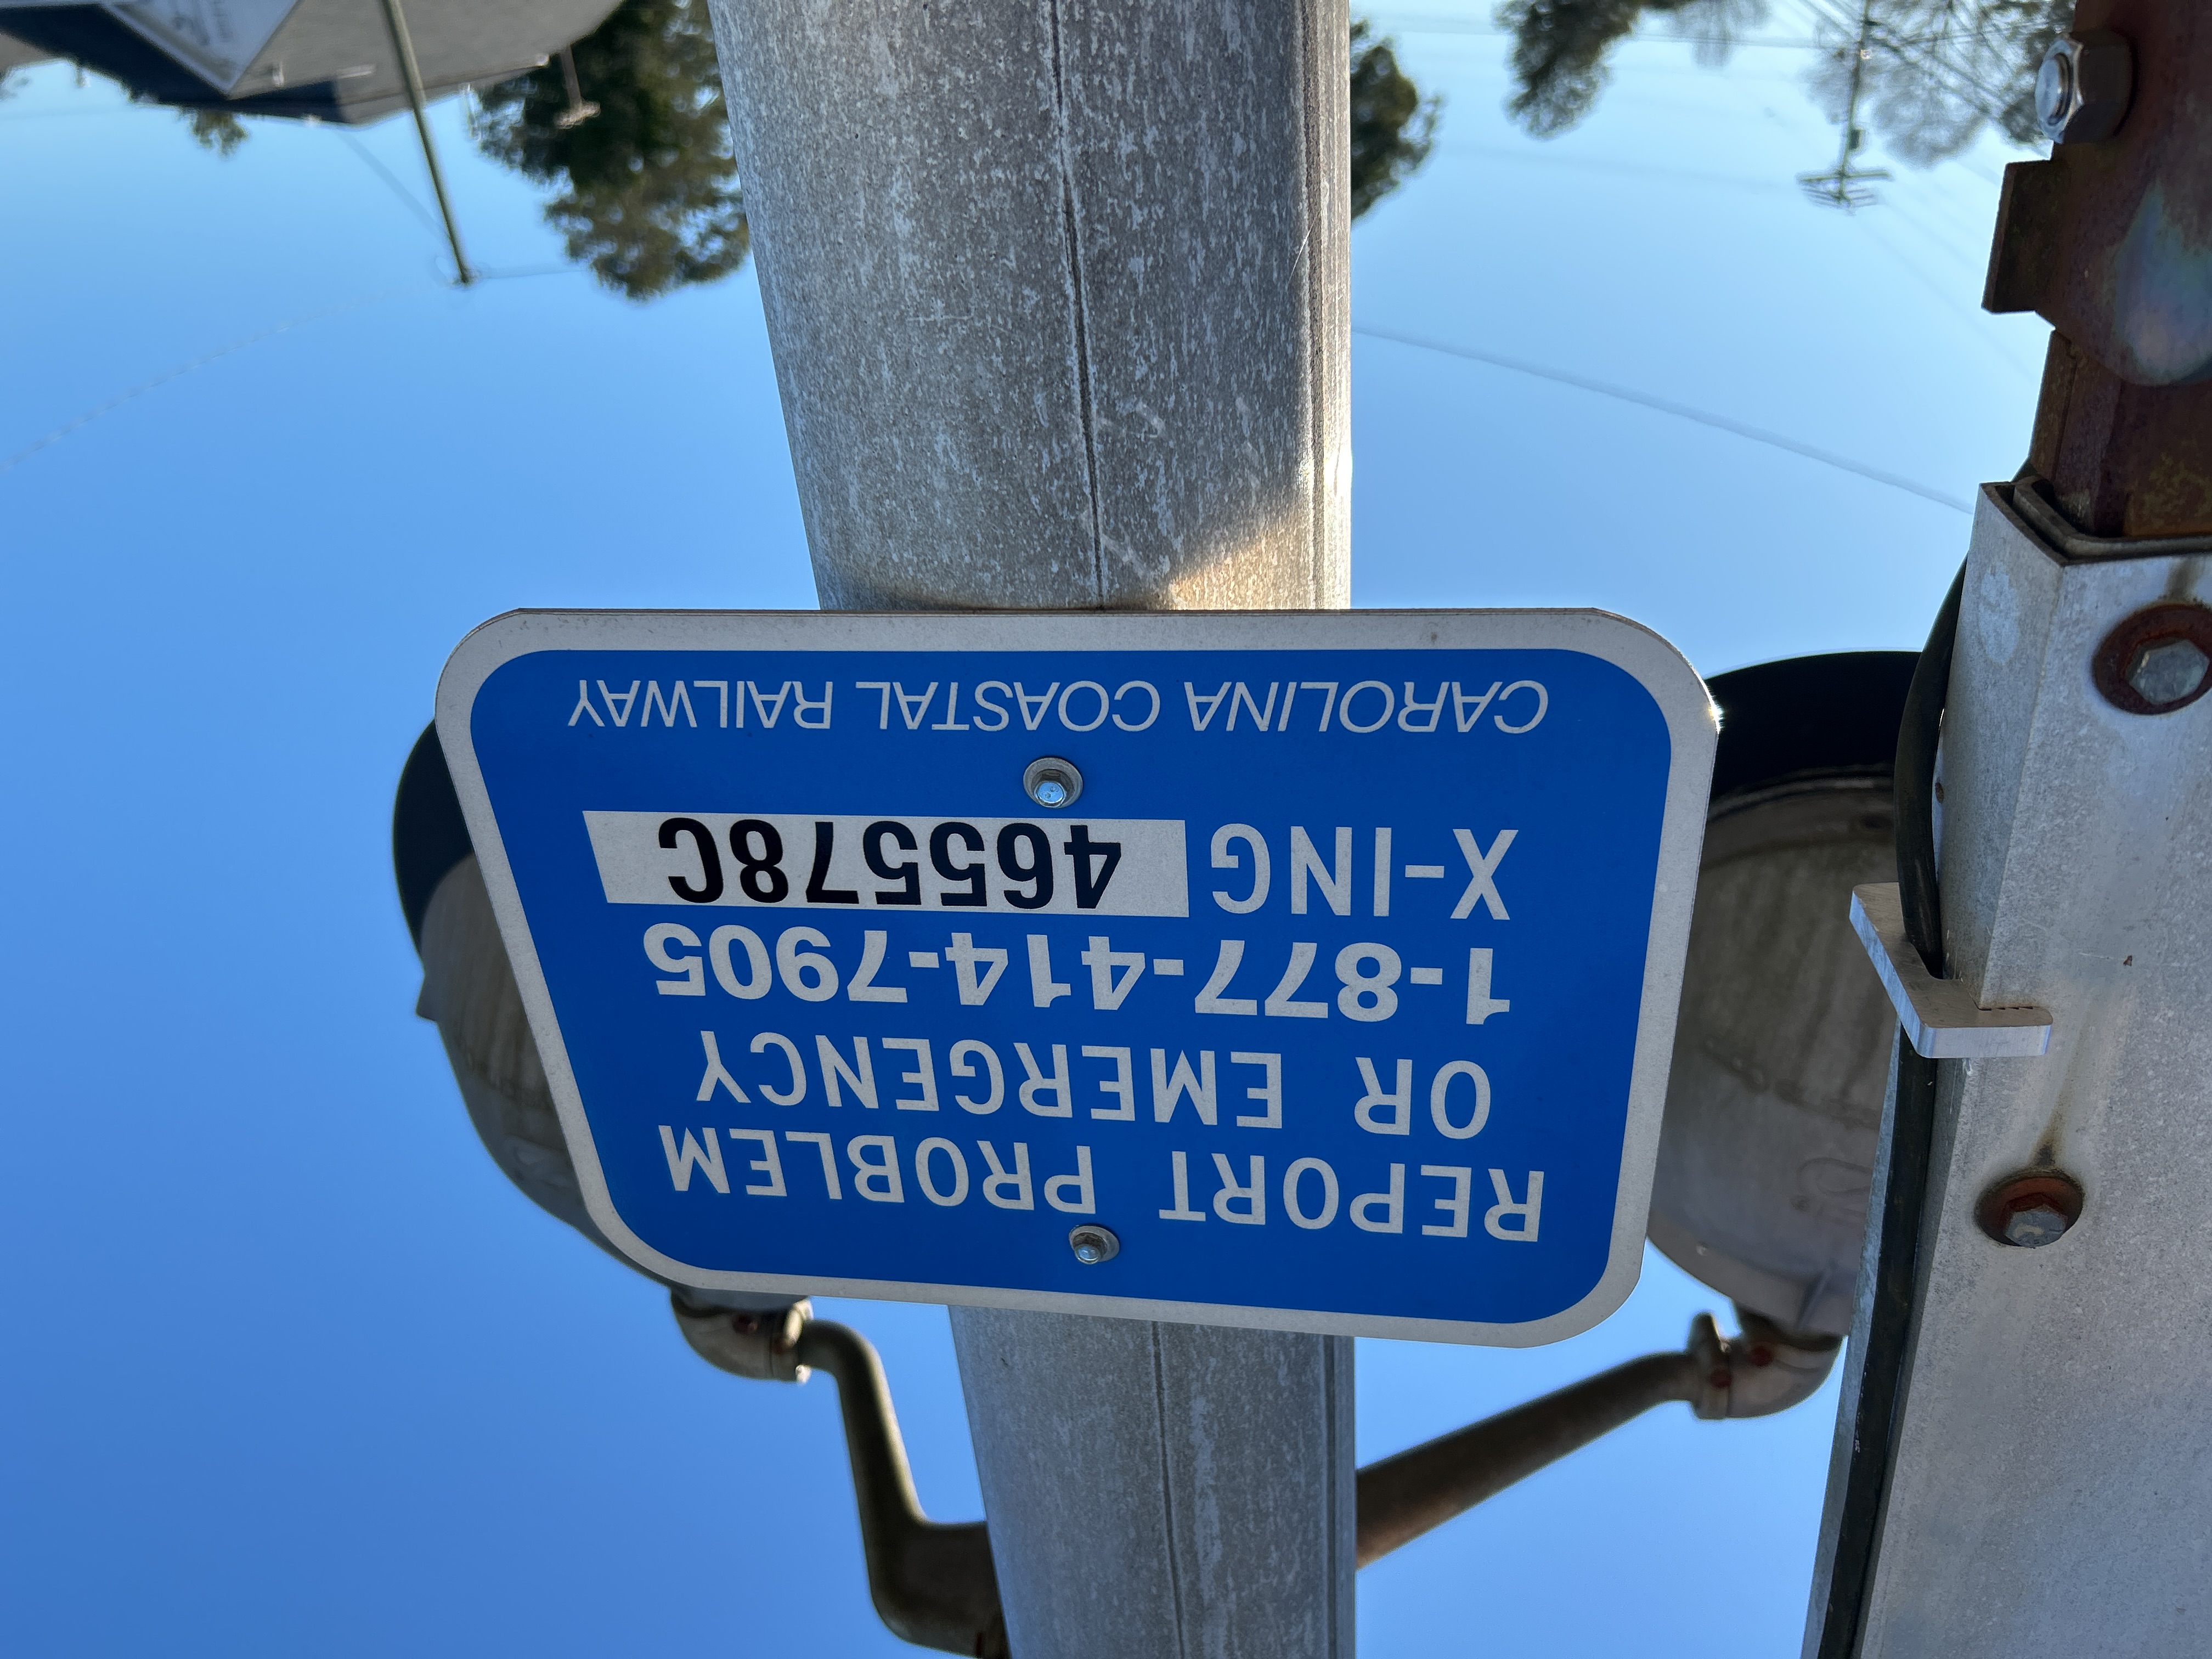 REPORT PROBLEM
OR EMERGENCY
1-877-414-7905
X-ING 465578C
CAROLINA COASTAL RAILWAY